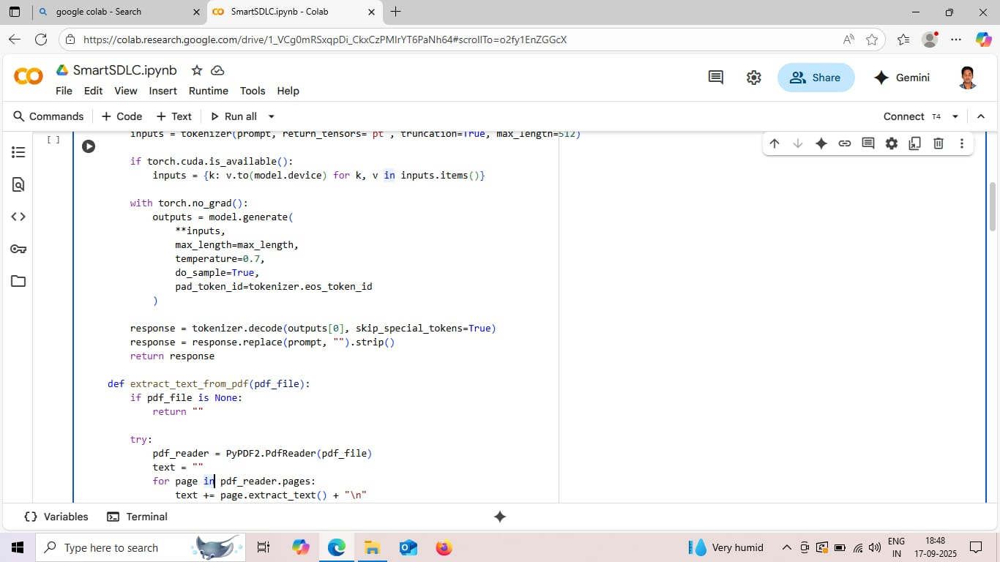 google colab - Search
SmartSDLC.ipynb - Colab
https://colab.research.google.com/drive/1_VCg0mRSxqpDi_CkxCzPMIrYT6PaNh64#scrollTo=o2fy1EnZGGcX
SmartSDLC.ipynb
Share
Gemini
File Edit View Insert Runtime Tools Help
Commands + Code + Text Run all
Connect T4
[ ]
inputs = tokenizer(prompt, return_tensors="pt", truncation=True, max_length=512)
if torch.cuda.is_available():
inputs = {k: v.to(model.device) for k, v in inputs.items()}
with torch.no_grad():
outputs = model.generate(
**inputs,
max_length=max_length,
temperature=0.7,
do_sample=True,
pad_token_id=tokenizer.eos_token_id
)
response = tokenizer.decode(outputs[0], skip_special_tokens=True)
response = response.replace(prompt, "").strip()
return response
def extract_text_from_pdf(pdf_file):
if pdf_file is None:
return ""
try:
pdf_reader = PyPDF2.PdfReader(pdf_file)
text = ""
for page in pdf_reader.pages:
text += page.extract_text() + "\n"
{} Variables Terminal
Type here to search
Very humid
ENG
IN
18:48
17-09-2025